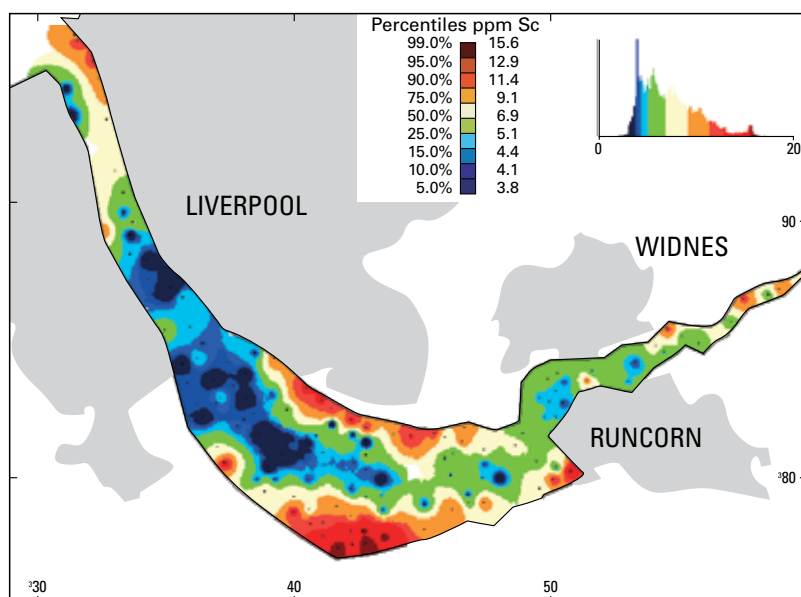 Percentiles ppm Sc
99.0% 15.6
95.0% 12.9
90.0% 11.4
75.0% 9.1
50.0% 6.9
25.0% 5.1
15.0% 4.4
10.0% 4.1
5.0% 3.8
0 20
LIVERPOOL
90
WIDNES
RUNCORN
³80
³30 40 50